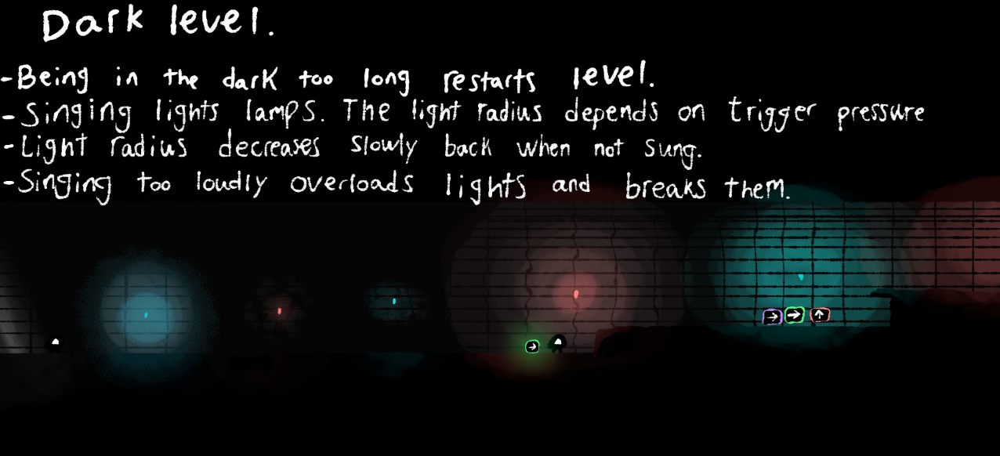 Dark level.
-Being in the dark too long restarts level.
-Singing lights lamps. The light radius depends on trigger pressure
-Light radius decreases slowly back when not sung.
-Singing too loudly overloads lights and breaks them.